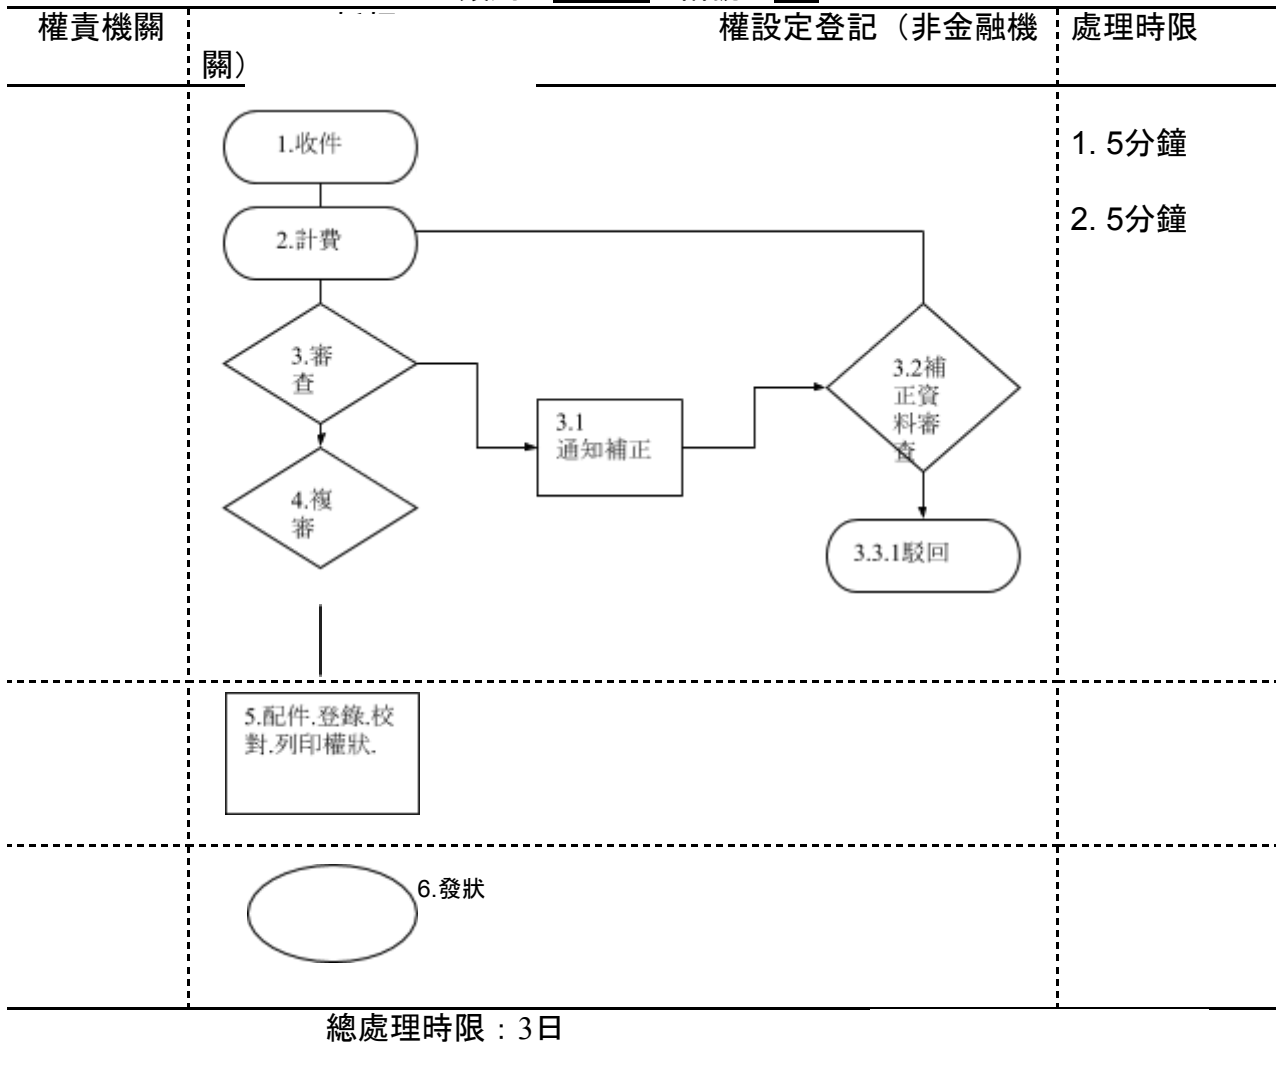 權責機關
權設定登記（非金融機
關）
處理時限
1.收件
1. 5分鐘
2.計費
2. 5分鐘
3.審
查
3.1
通知補正
3.2補
正資
料審
查
4.複
審
3.3.1駁回
5.配件.登錄.校
對.列印權狀.
6.發狀
總處理時限：3日